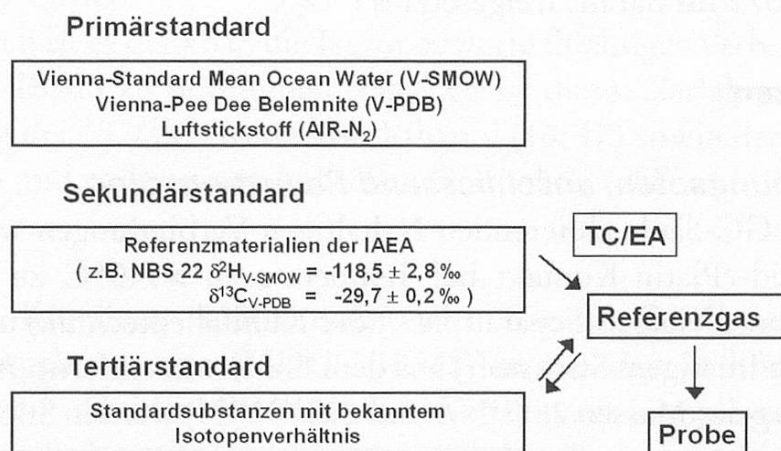 Primärstandard
Vienna-Standard Mean Ocean Water (V-SMOW)
Vienna-Pee Dee Belemnite (V-PDB)
Luftstickstoff (AIR-N₂)
Sekundärstandard
Referenzmaterialien der IAEA
( z.B. NBS 22 δ²H_V-SMOW = -118,5 ± 2,8 ‰
δ¹³C_V-PDB = -29,7 ± 0,2 ‰ )
TC/EA
Referenzgas
Tertiärstandard
Standardsubstanzen mit bekanntem
Isotopenverhältnis
Probe